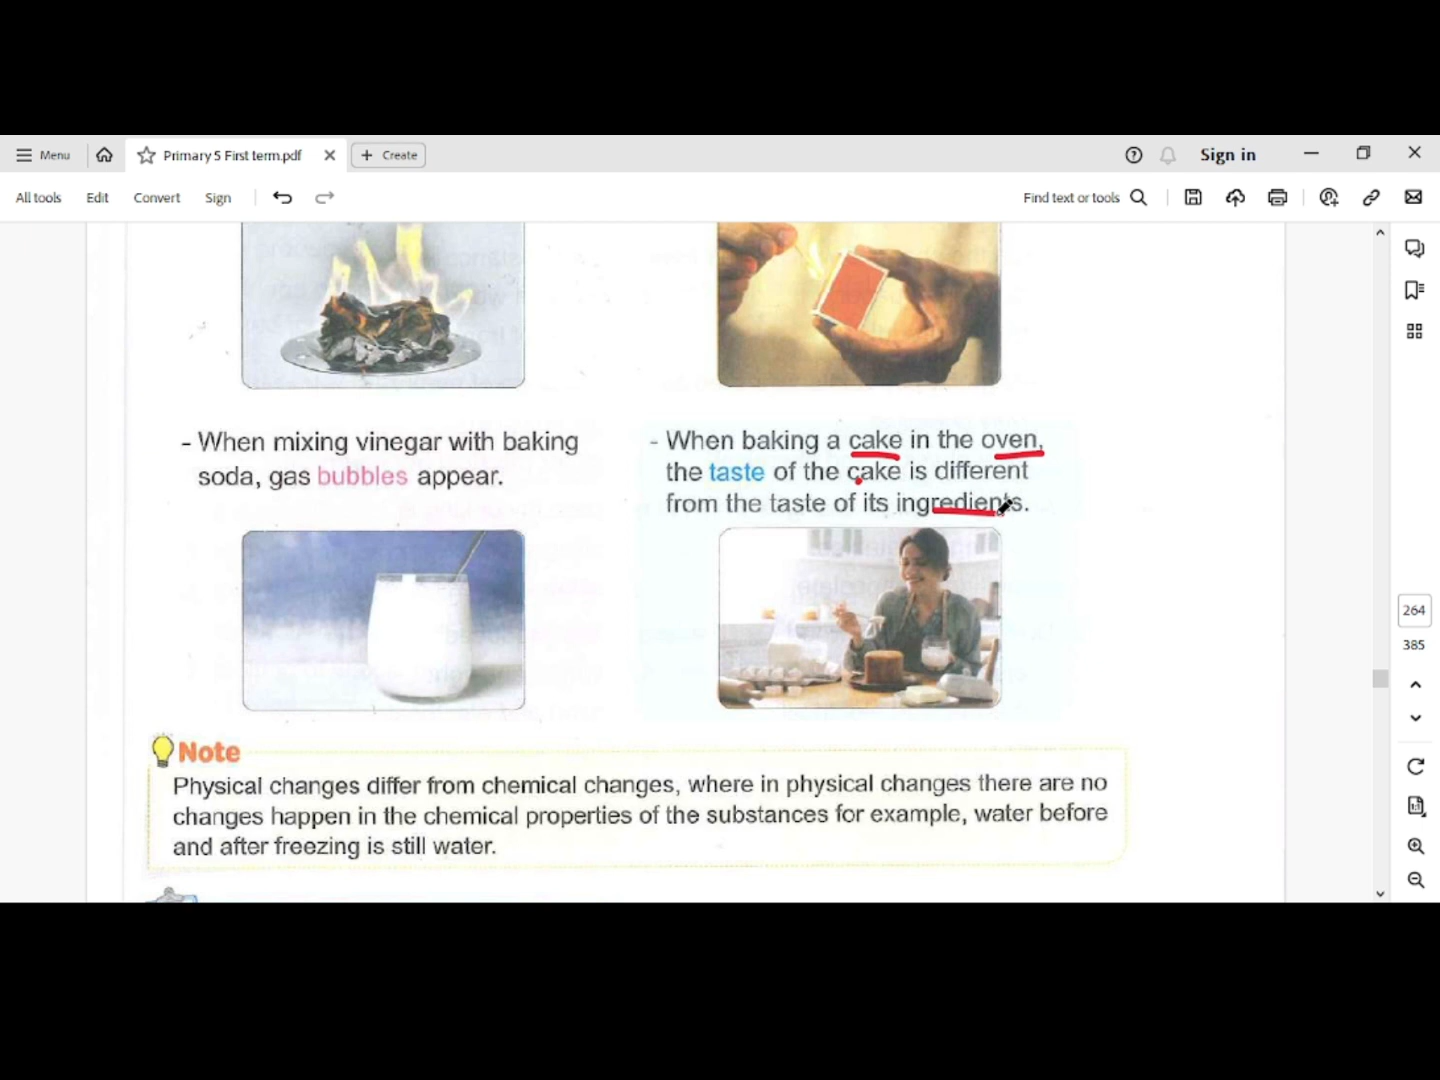 Menu
Primary 5 First term.pdf
Create
Sign in
All tools
Edit
Convert
Sign
Find text or tools
- When mixing vinegar with baking
soda, gas bubbles appear.
- When baking a cake in the oven,
the taste of the cake is different
from the taste of its ingredients.
Note
Physical changes differ from chemical changes, where in physical changes there are no
changes happen in the chemical properties of the substances for example, water before
and after freezing is still water.
264
385